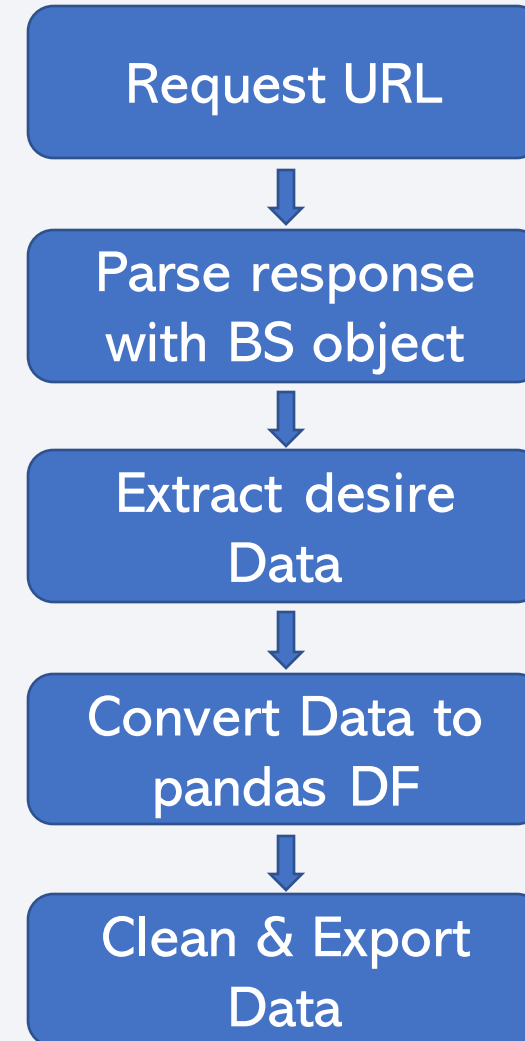 Request URL
Parse response
with BS object
Extract desire
Data
Convert Data to
pandas DF
Clean & Export
Data